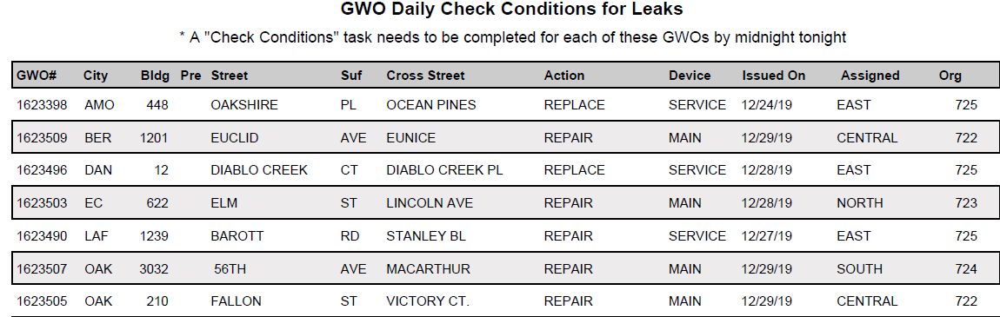 GWO Daily Check Conditions for Leaks
* A "Check Conditions" task needs to be completed for each of these GWOs by midnight tonight
GWO# City Bldg Pre Street Suf Cross Street Action Device Issued On Assigned Org
1623398 AMO 448 OAKSHIRE PL OCEAN PINES REPLACE SERVICE 12/24/19 EAST 725
1623509 BER 1201 EUCLID AVE EUNICE REPAIR MAIN 12/29/19 CENTRAL 722
1623496 DAN 12 DIABLO CREEK CT DIABLO CREEK PL REPLACE SERVICE 12/28/19 EAST 725
1623503 EC 622 ELM ST LINCOLN AVE REPAIR MAIN 12/28/19 NORTH 723
1623490 LAF 1239 BAROTT RD STANLEY BL REPAIR SERVICE 12/27/19 EAST 725
1623507 OAK 3032 56TH AVE MACARTHUR REPAIR MAIN 12/29/19 SOUTH 724
1623505 OAK 210 FALLON ST VICTORY CT. REPAIR MAIN 12/29/19 CENTRAL 722